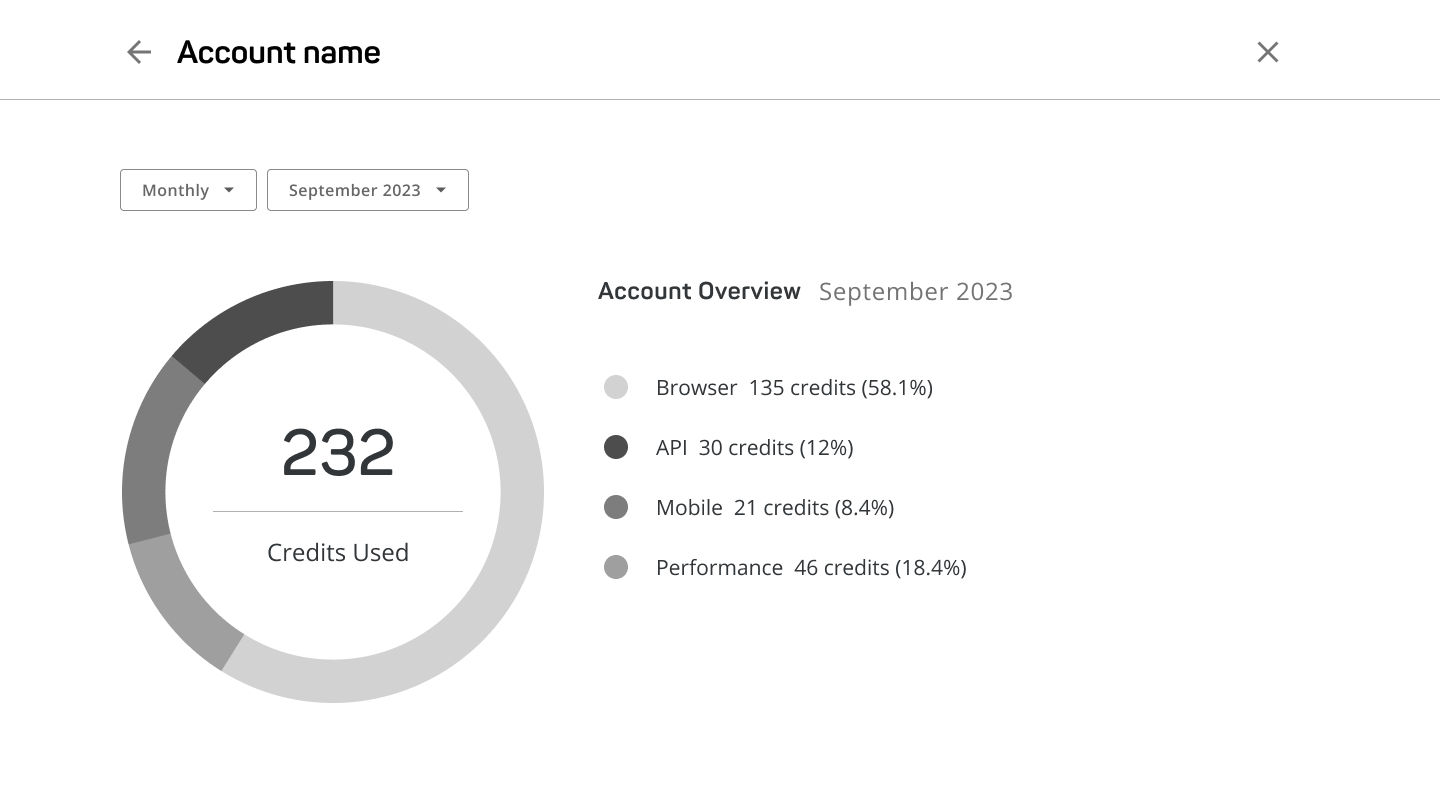 Account name
Monthly
September 2023
Account Overview September 2023
232
Credits Used
Browser 135 credits (58.1%)
API 30 credits (12%)
Mobile 21 credits (8.4%)
Performance 46 credits (18.4%)